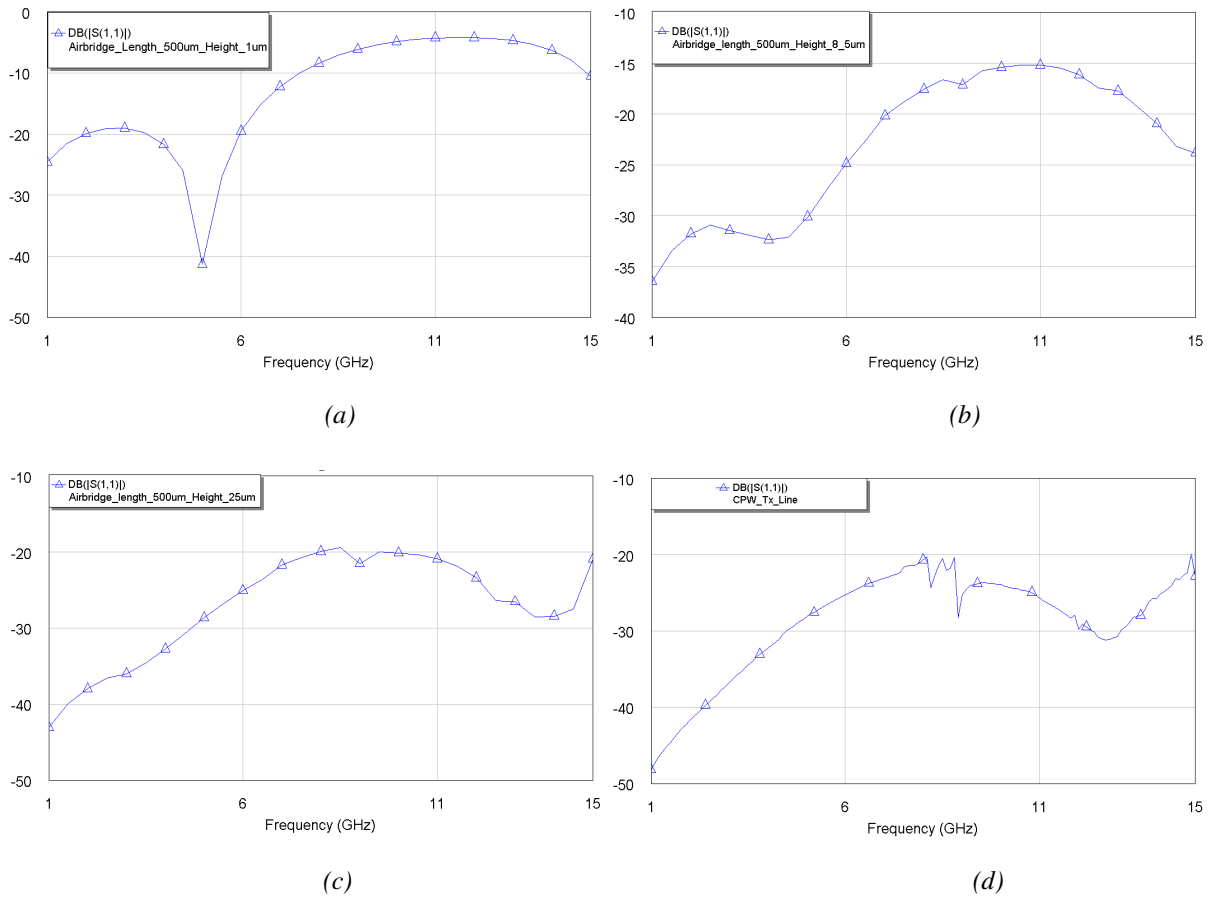 DB(|S(1,1)|)
Airbridge_Length_500um_Height_1um
0
-10
-20
-30
-40
-50
1
6
11
15
Frequency (GHz)
(a)
DB(|S(1,1)|)
Airbridge_length_500um_Height_8_5um
-10
-15
-20
-25
-30
-35
-40
1
6
11
15
Frequency (GHz)
(b)
DB(|S(1,1)|)
Airbridge_length_500um_Height_25um
-10
-20
-30
-40
-50
1
6
11
15
Frequency (GHz)
(c)
DB(|S(1,1)|)
CPW_Tx_Line
-10
-20
-30
-40
-50
1
6
11
15
Frequency (GHz)
(d)